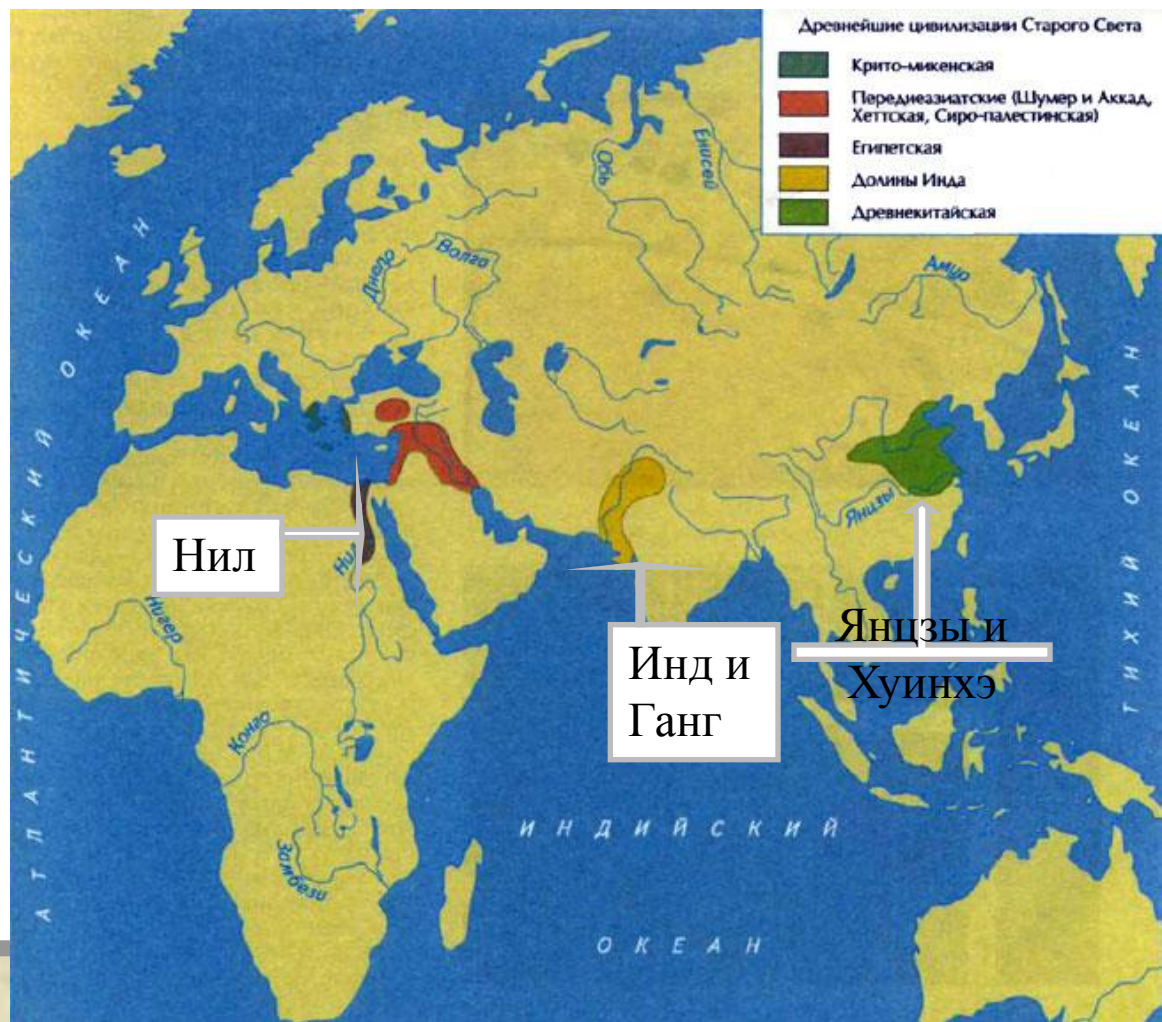 Древнейшие цивилизации Старого Света
Крито-микенская
Переднеазиатские (Шумер и Аккад,
Хеттская, Сиро-палестинская)
Египетская
Долины Инда
Древнекитайская
Обь
Енисей
Амур
Волга
Днепр
АТЛАНТИЧЕСКИЙ ОКЕАН
ТИХИЙ ОКЕАН
Янцзы
Нил
Ни
Нигер
Инд и
Ганг
Янцзы и
Хуинхэ
Конго
Замбези
ИНДИЙСКИЙ
ОКЕАН